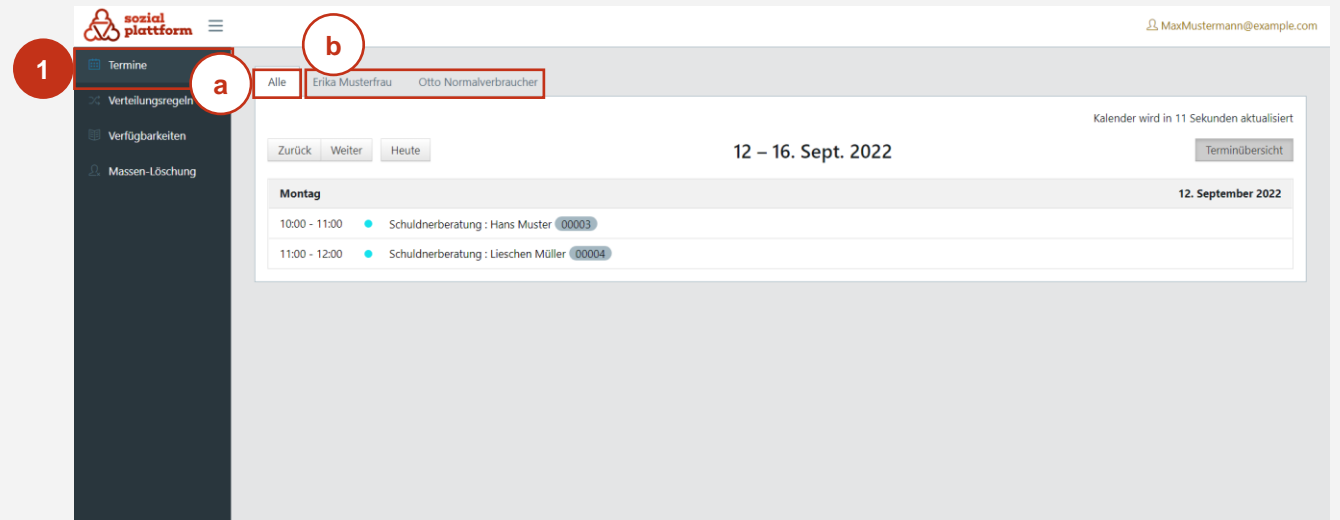 sozial
plattform
MaxMustermann@example.com
1
Termine
a
b
Verteilungsregeln
Verfügbarkeiten
Massen-Löschung
Alle Erika Musterfrau Otto Normalverbraucher
Kalender wird in 11 Sekunden aktualisiert
Zurück Weiter Heute 12 – 16. Sept. 2022 Terminübersicht
Montag 12. September 2022
10:00 - 11:00 Schuldnerberatung : Hans Muster 00003
11:00 - 12:00 Schuldnerberatung : Lieschen Müller 00004